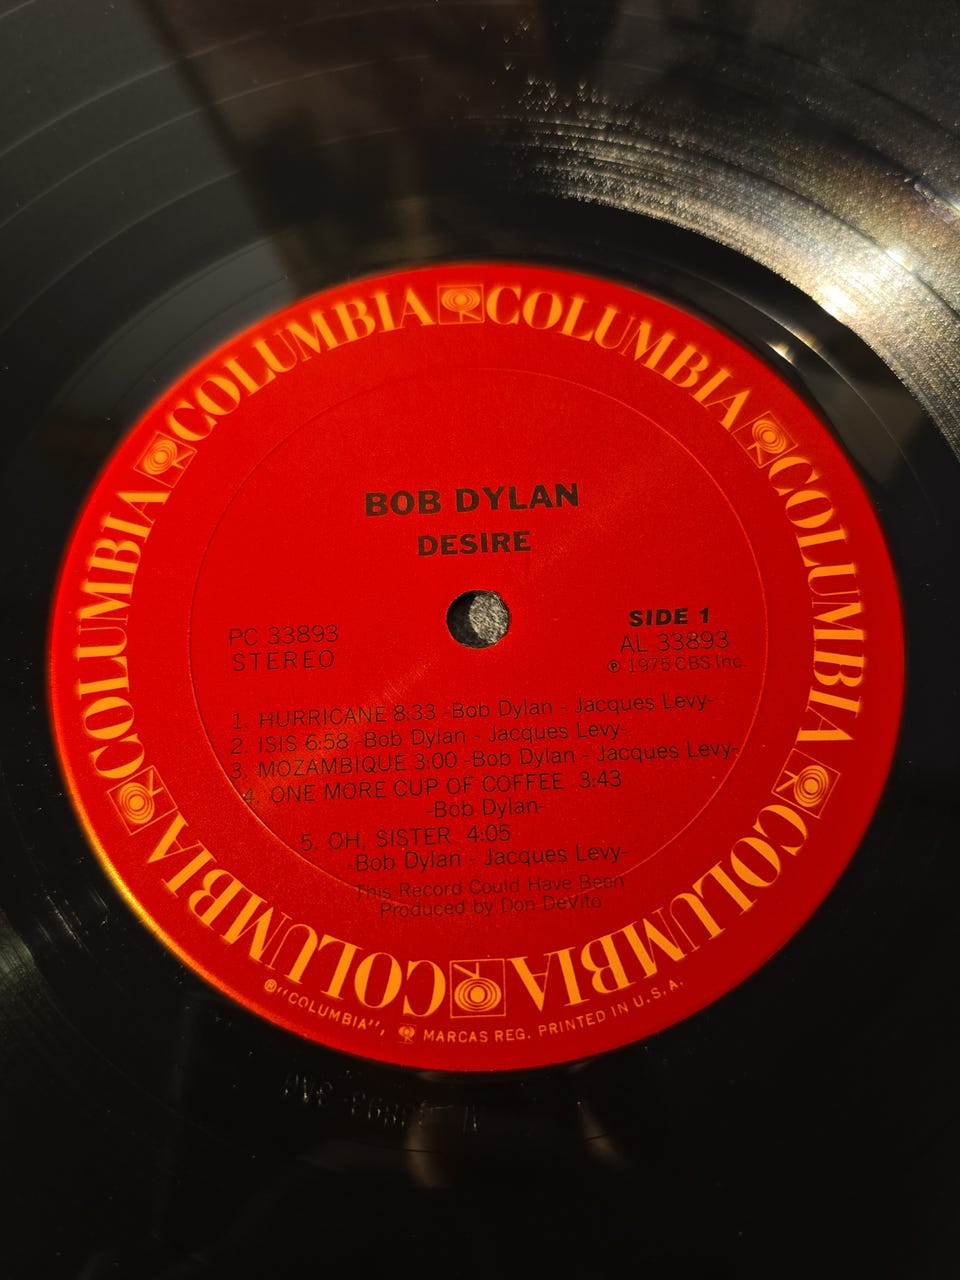 COLUMBIA COLUMBIA COLUMBIA COLUMBIA COLUMBIA COLUMBIA
BOB DYLAN
DESIRE
PC 33893
STEREO
SIDE 1
AL 33893
℗ 1975 CBS Inc.
1. HURRICANE 8:33 -Bob Dylan - Jacques Levy-
2. ISIS 6:58 -Bob Dylan - Jacques Levy-
3. MOZAMBIQUE 3:00 -Bob Dylan - Jacques Levy-
4. ONE MORE CUP OF COFFEE 3:43
-Bob Dylan-
5. OH, SISTER 4:05
-Bob Dylan - Jacques Levy-
This Record Could Have Been
Produced by Don DeVito
®"COLUMBIA", MARCAS REG. PRINTED IN U.S.A.